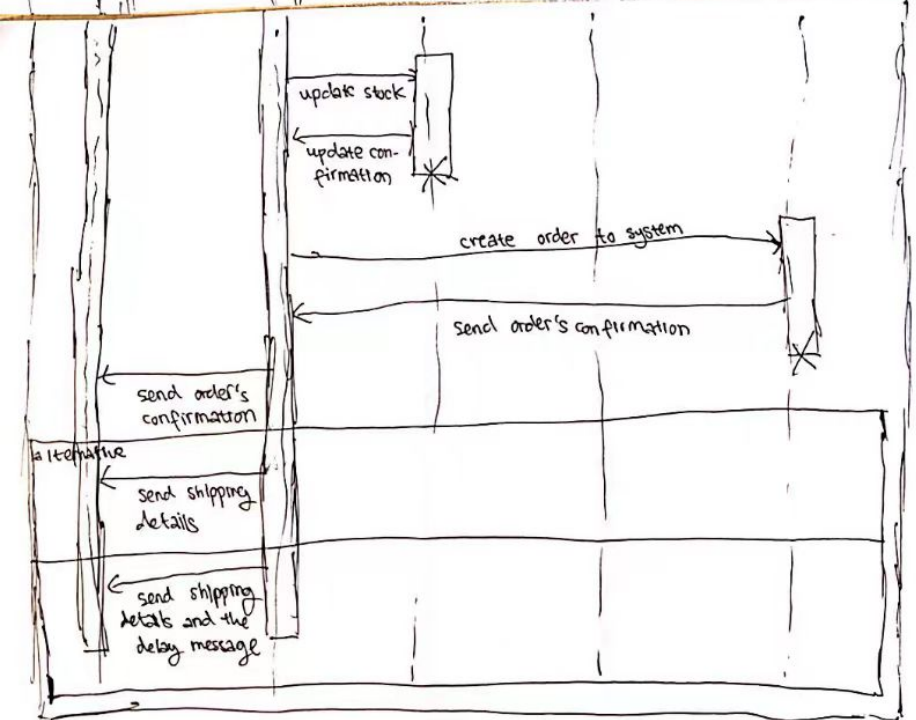 update stock
update con-
firmation
create order to system
send order's confirmation
send order's
confirmation
alternative
send shipping
details
send shipping
details and the
delay message